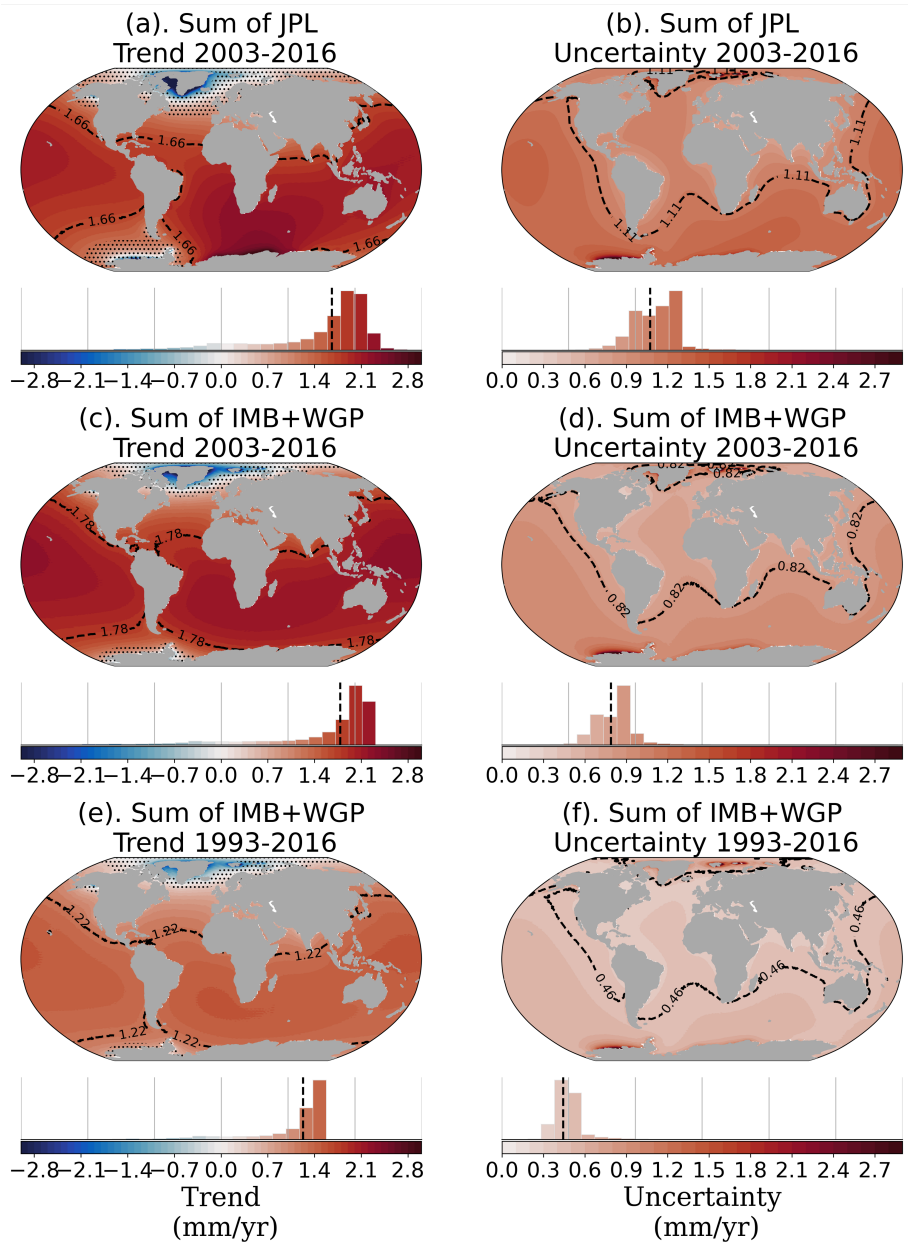 (a). Sum of JPL
Trend 2003-2016
(b). Sum of JPL
Uncertainty 2003-2016
1.66
1.66
1.66
1.66
1.66
1.11
1.11
1.11
1.11
1.11
1.11
−2.8 −2.1 −1.4 −0.7 0.0 0.7 1.4 2.1 2.8
0.0 0.3 0.6 0.9 1.2 1.5 1.8 2.1 2.4 2.7
(c). Sum of IMB+WGP
Trend 2003-2016
(d). Sum of IMB+WGP
Uncertainty 2003-2016
1.78
1.78
1.78
1.78
1.78
0.82
0.82
0.82
0.82
0.82
0.82
0.82
−2.8 −2.1 −1.4 −0.7 0.0 0.7 1.4 2.1 2.8
0.0 0.3 0.6 0.9 1.2 1.5 1.8 2.1 2.4 2.7
(e). Sum of IMB+WGP
Trend 1993-2016
(f). Sum of IMB+WGP
Uncertainty 1993-2016
1.22
1.22
1.22
1.22
1.22
0.46
0.46
0.46
0.46
−2.8 −2.1 −1.4 −0.7 0.0 0.7 1.4 2.1 2.8
0.0 0.3 0.6 0.9 1.2 1.5 1.8 2.1 2.4 2.7
Trend
(mm/yr)
Uncertainty
(mm/yr)